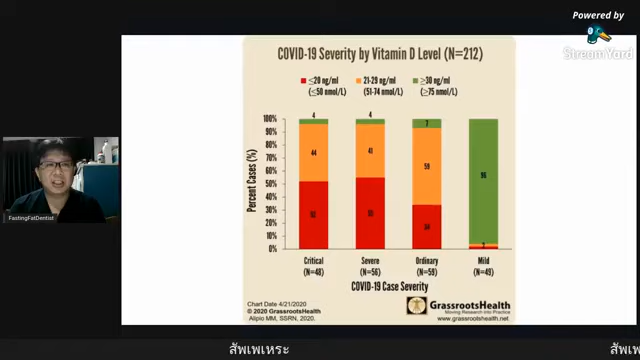 Powered by
StreamYard
COVID-19 Severity by Vitamin D Level (N=212)
≤20 ng/ml
(≤50 nmol/L)
21-29 ng/ml
(51-74 nmol/L)
≥30 ng/ml
(≥75 nmol/L)
Percent Cases (%)
100%
90%
80%
70%
60%
50%
40%
30%
20%
10%
0%
4
44
52
4
41
55
7
59
34
96
Critical
(N=48)
Severe
(N=56)
Ordinary
(N=59)
Mild
(N=49)
COVID-19 Case Severity
Chart Date 4/21/2020
© 2020 GrassrootsHealth
Alipio MM, SSRN, 2020.
GrassrootsHealth
Moving Research into Practice
www.grassrootshealth.net
FastingFatDentist
สัพเพเหระ
สัพเ